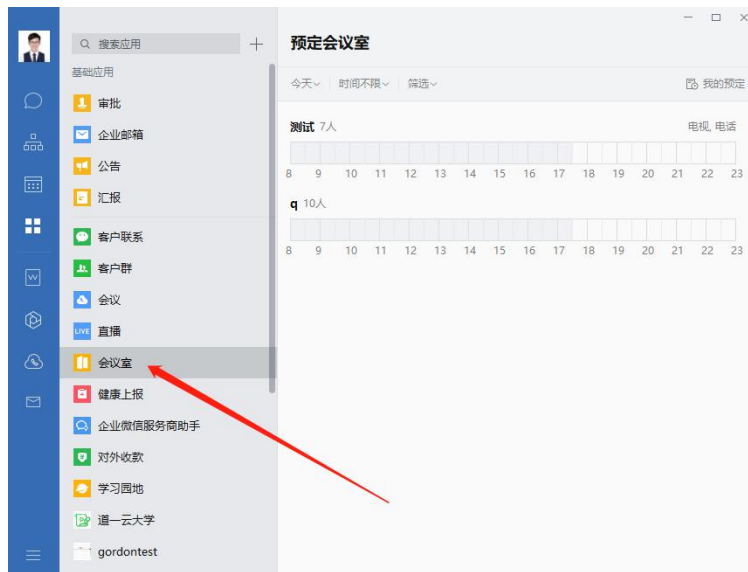 搜索应用
基础应用
审批
企业邮箱
公告
汇报
客户联系
客户群
会议
LIVE 直播
会议室
健康上报
企业微信服务商助手
对外收款
学习园地
道一云大学
gordontest
预定会议室
今天 时间不限 筛选 我的预定
测试 7人 电视, 电话
8 9 10 11 12 13 14 15 16 17 18 19 20 21 22 23
q 10人
8 9 10 11 12 13 14 15 16 17 18 19 20 21 22 23